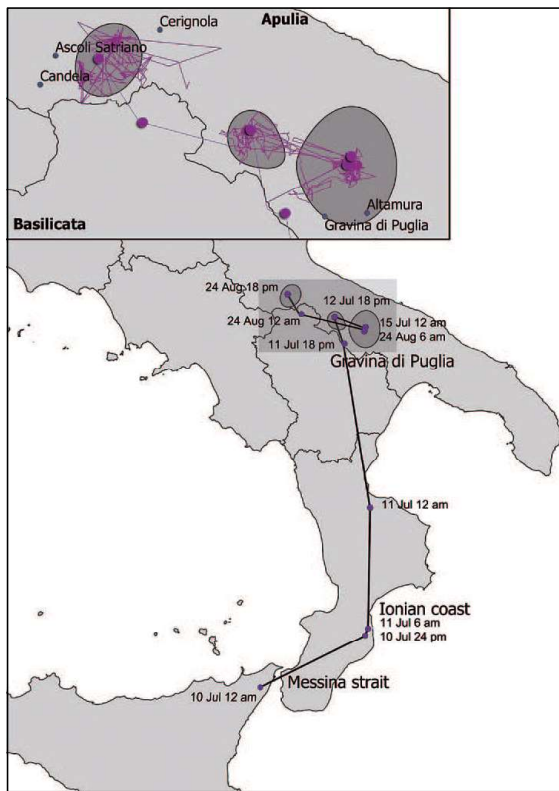 Cerignola
Apulia
Ascoli Satriano
Candela
Altamura
Gravina di Puglia
Basilicata
24 Aug 18 pm
12 Jul 18 pm
24 Aug 12 am
15 Jul 12 am
24 Aug 6 am
11 Jul 18 pm
Gravina di Puglia
11 Jul 12 am
Ionian coast
11 Jul 6 am
10 Jul 24 pm
Messina strait
10 Jul 12 am